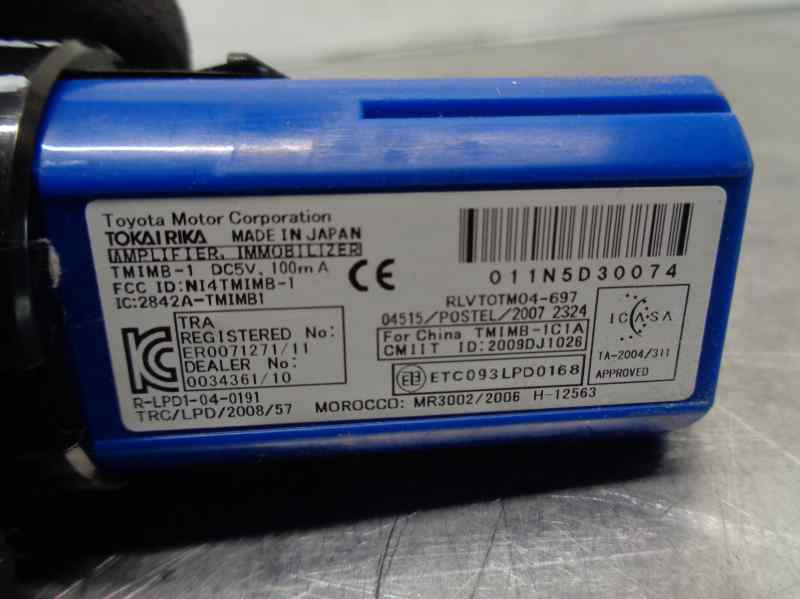 Toyota Motor Corporation
TOKAI RIKA MADE IN JAPAN
AMPLIFIER, IMMOBILIZER
TMIMB-1 DC5V, 100mA
FCC ID:NI4TMIMB-1
IC:2842A-TMIMB1
CE
011N5D30074
RLVTOTM04-697
04515/POSTEL/2007 2324
For China TMIMB-1C1A
CMIIT ID:2009DJ1026
ETC093LPD0168
ICASA
TA-2004/311
APPROVED
TRA
REGISTERED No:
ER0071271/11
DEALER No:
0034361/10
R-LPD1-04-0191
TRC/LPD/2008/57
MOROCCO: MR3002/2006 H-12563